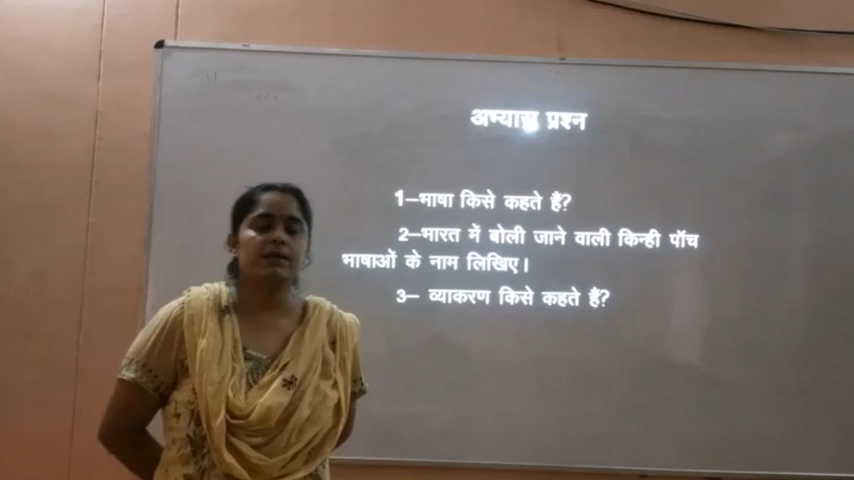 अभ्यास प्रश्न
1–भाषा किसे कहते हैं?
2–भारत में बोली जाने वाली किन्ही पॉच
भाषाओं के नाम लिखिए।
3– व्याकरण किसे कहते हैं?